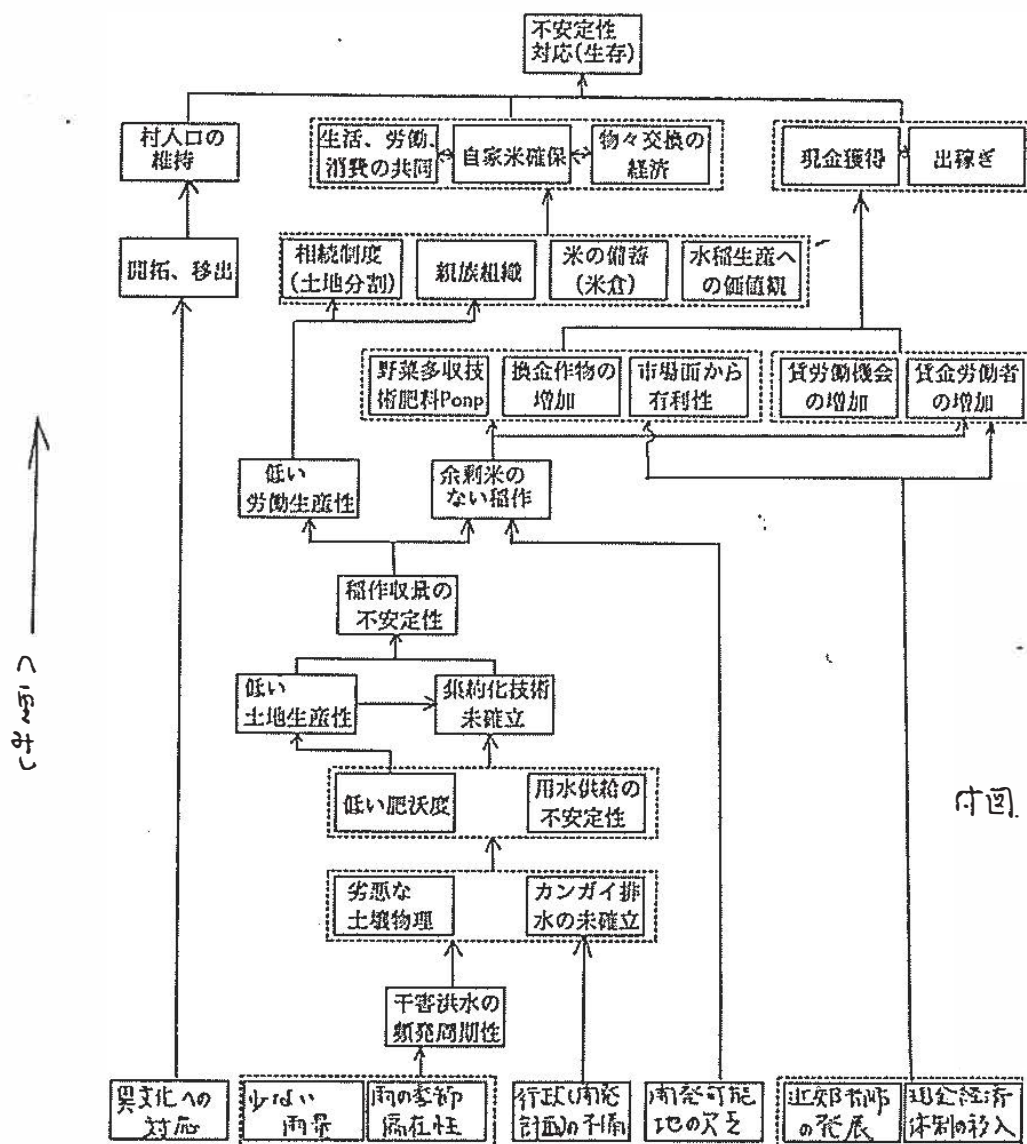 不安定性
対応(生存)
村人口の
維持
生活、労働、
消費の共同
自家米確保
物々交換の
経済
現金獲得
出稼ぎ
開拓、移出
相続制度
(土地分割)
親族組織
米の備蓄
(米倉)
水稲生産へ
の価値観
野菜多収技
術肥料Ponp
換金作物の
増加
市場面から
有利性
賃労働機会
の増加
賃金労働者
の増加
低い
労働生産性
余剰米の
ない稲作
稲作収量の
不安定性
低い
土地生産性
集約化技術
未確立
低い肥沃度
用水供給の
不安定性
付図
劣悪な
土壌物理
カンガイ排
水の未確立
干害洪水の
頻発周期性
異文化への
対応
少ない
雨量
雨の季節
偏在性
行政(開発
計画)の不備
開発可能
地の欠乏
近郊都市
の発展
現金経済
体制の移入